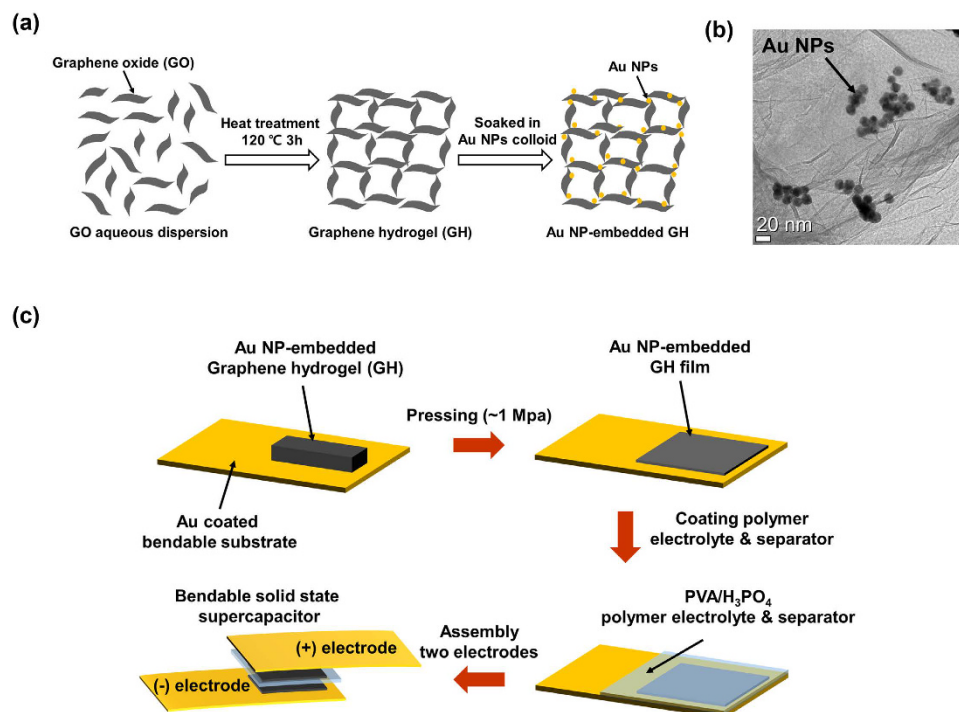 (a)
Graphene oxide (GO)
Heat treatment
120 ℃ 3h
GO aqueous dispersion
Graphene hydrogel (GH)
Au NPs
Soaked in
Au NPs colloid
Au NP-embedded GH
(b)
Au NPs
20 nm
(c)
Au NP-embedded
Graphene hydrogel (GH)
Au coated
bendable substrate
Pressing (~1 Mpa)
Au NP-embedded
GH film
Coating polymer
electrolyte & separator
PVA/H₃PO₄
polymer electrolyte & separator
Assembly
two electrodes
Bendable solid state
supercapacitor
(+) electrode
(-) electrode